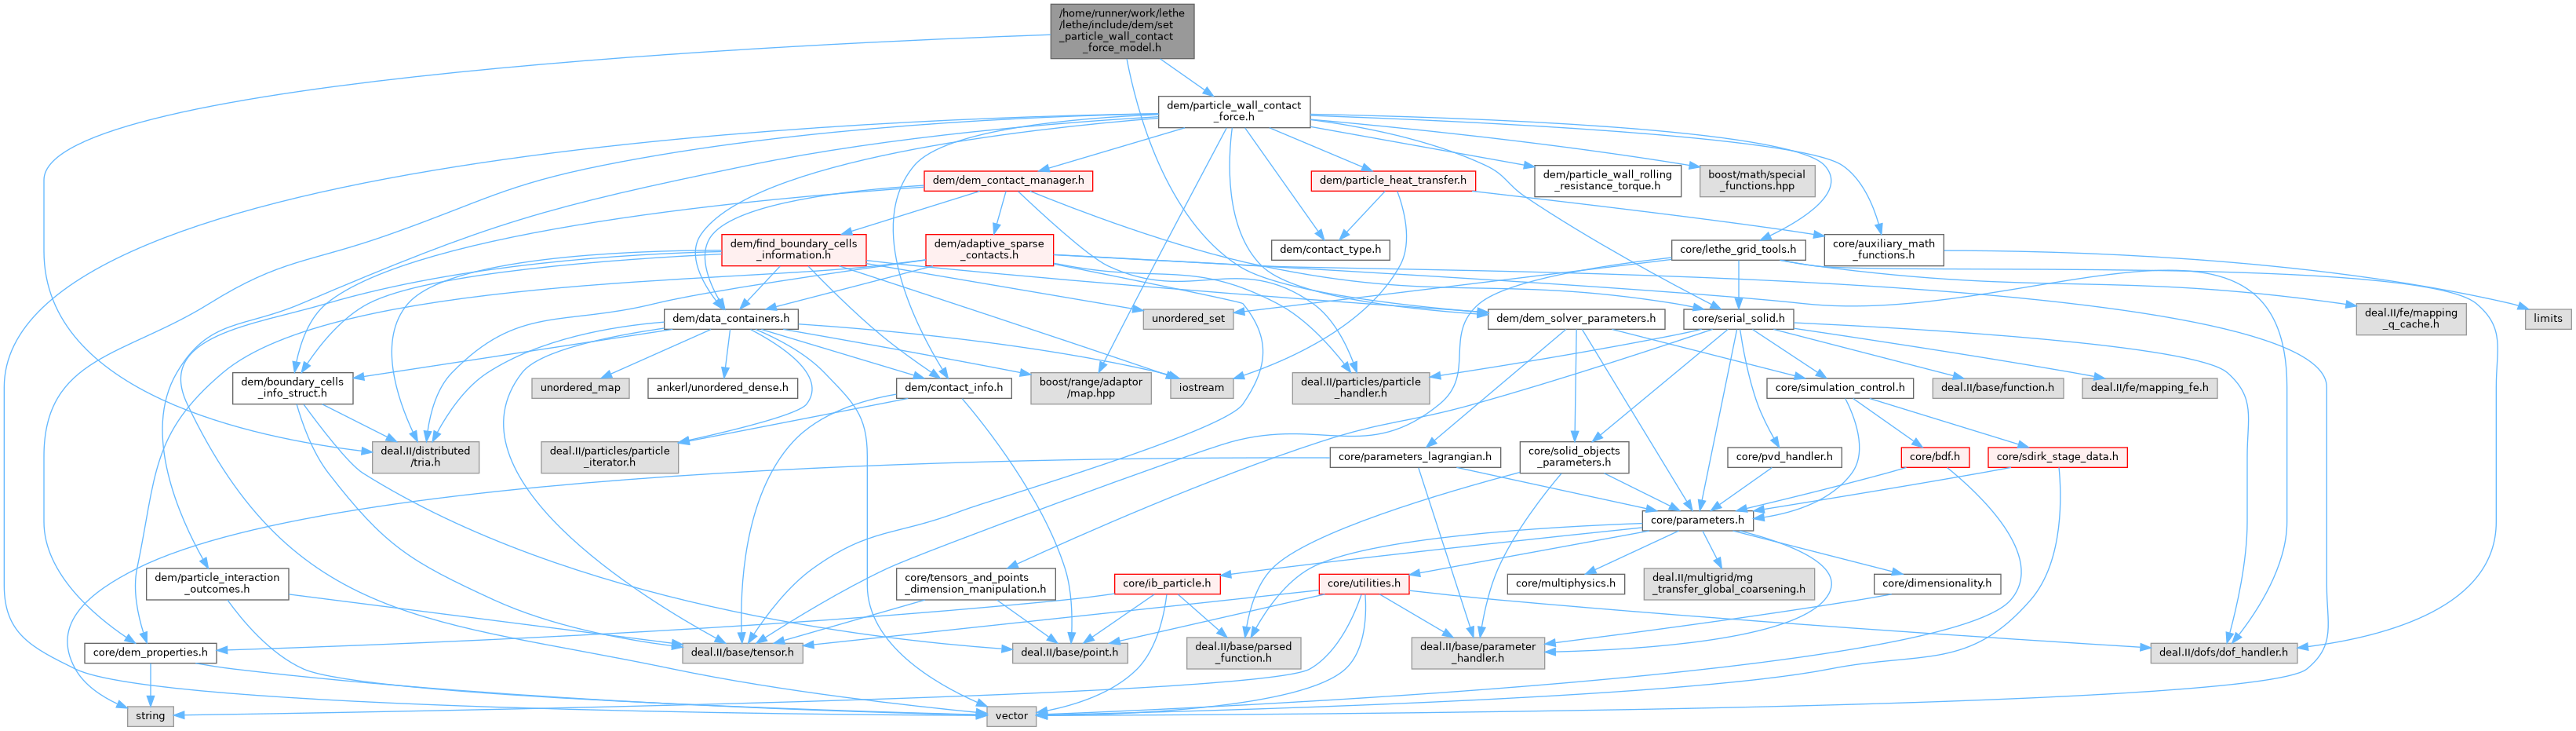 /home/runner/work/lethe
/lethe/include/dem/set
_particle_wall_contact
_force_model.h
dem/particle_wall_contact
_force.h
dem/dem_contact_manager.h
dem/particle_heat_transfer.h
dem/particle_wall_rolling
_resistance_torque.h
boost/math/special
_functions.hpp
dem/find_boundary_cells
_information.h
dem/adaptive_sparse
_contacts.h
dem/contact_type.h
core/lethe_grid_tools.h
core/auxiliary_math
_functions.h
dem/data_containers.h
unordered_set
dem/dem_solver_parameters.h
core/serial_solid.h
deal.II/fe/mapping
_q_cache.h
limits
dem/boundary_cells
_info_struct.h
unordered_map
ankerl/unordered_dense.h
dem/contact_info.h
boost/range/adaptor
/map.hpp
iostream
deal.II/particles/particle
_handler.h
core/simulation_control.h
deal.II/base/function.h
deal.II/fe/mapping_fe.h
deal.II/distributed
/tria.h
deal.II/particles/particle
_iterator.h
core/parameters_lagrangian.h
core/solid_objects
_parameters.h
core/pvd_handler.h
core/bdf.h
core/sdirk_stage_data.h
core/parameters.h
dem/particle_interaction
_outcomes.h
core/tensors_and_points
_dimension_manipulation.h
core/ib_particle.h
core/utilities.h
core/multiphysics.h
deal.II/multigrid/mg
_transfer_global_coarsening.h
core/dimensionality.h
core/dem_properties.h
deal.II/base/tensor.h
deal.II/base/point.h
deal.II/base/parsed
_function.h
deal.II/base/parameter
_handler.h
deal.II/dofs/dof_handler.h
string
vector